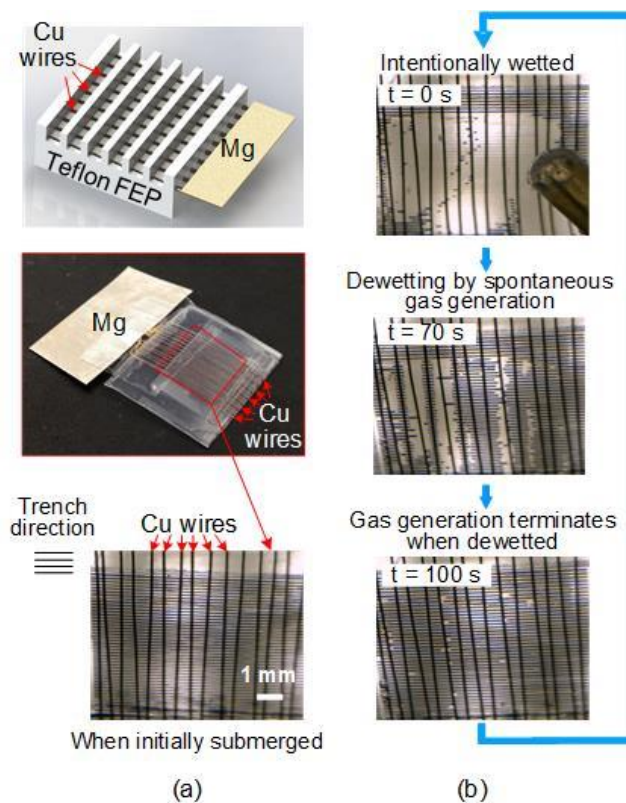 Cu
wires
Mg
Teflon FEP
Mg
Cu
wires
Trench
direction
Cu wires
1 mm
When initially submerged
(a)
Intentionally wetted
t = 0 s
Dewetting by spontaneous
gas generation
t = 70 s
Gas generation terminates
when dewetted
t = 100 s
(b)